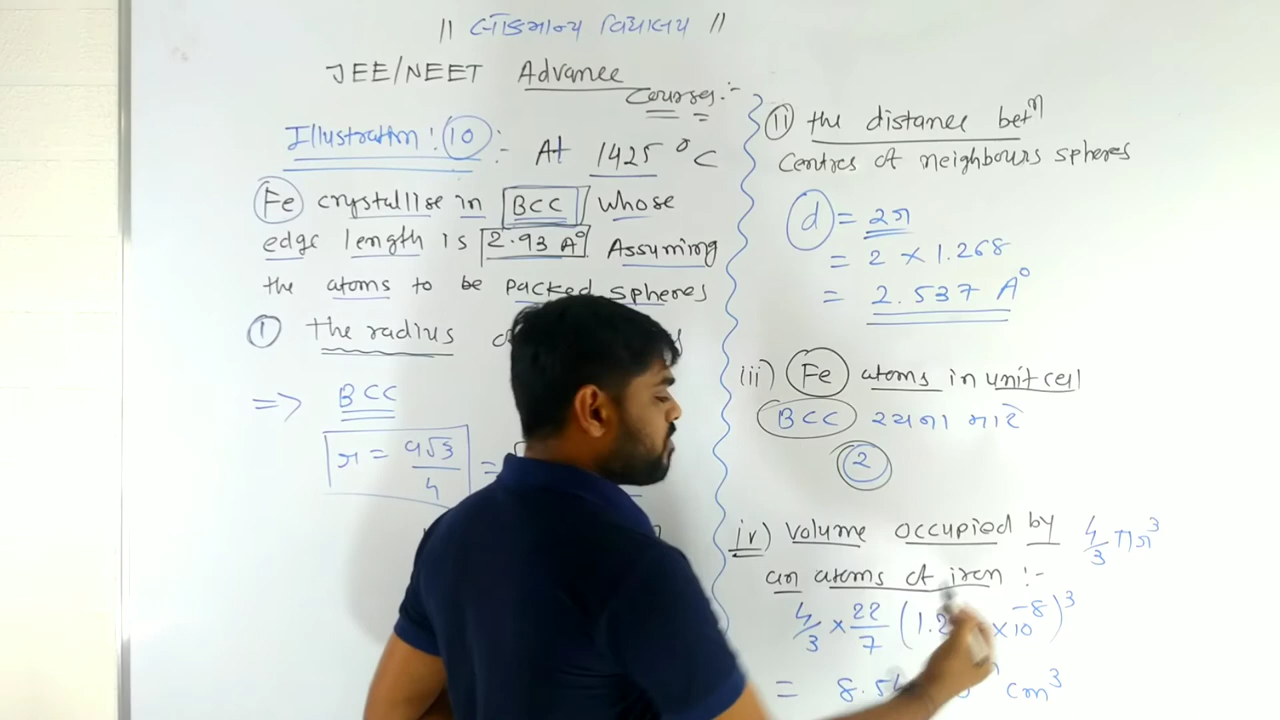 || લોકમાન્ય વિદ્યાલય ||
JEE/NEET Advance
Courses:-
Illustration:10:- At 1425 °C
Fe crystallise in BCC whose
edge length is 2.93 A° Assuming
the atoms to be packed spheres
① the radius
=> BCC
r = a√3/4 =
ii the distance betⁿ
centres of neighbours spheres
d = 2r
= 2 × 1.268
= 2.537 A°
iii) Fe atoms in unit cell
BCC રચના માટે
2
iv) volume occupied by 4/3 πr³
an atoms of iron :-
4/3 × 22/7 (1.2 × 10⁻⁸)³
= 8.54 cm³